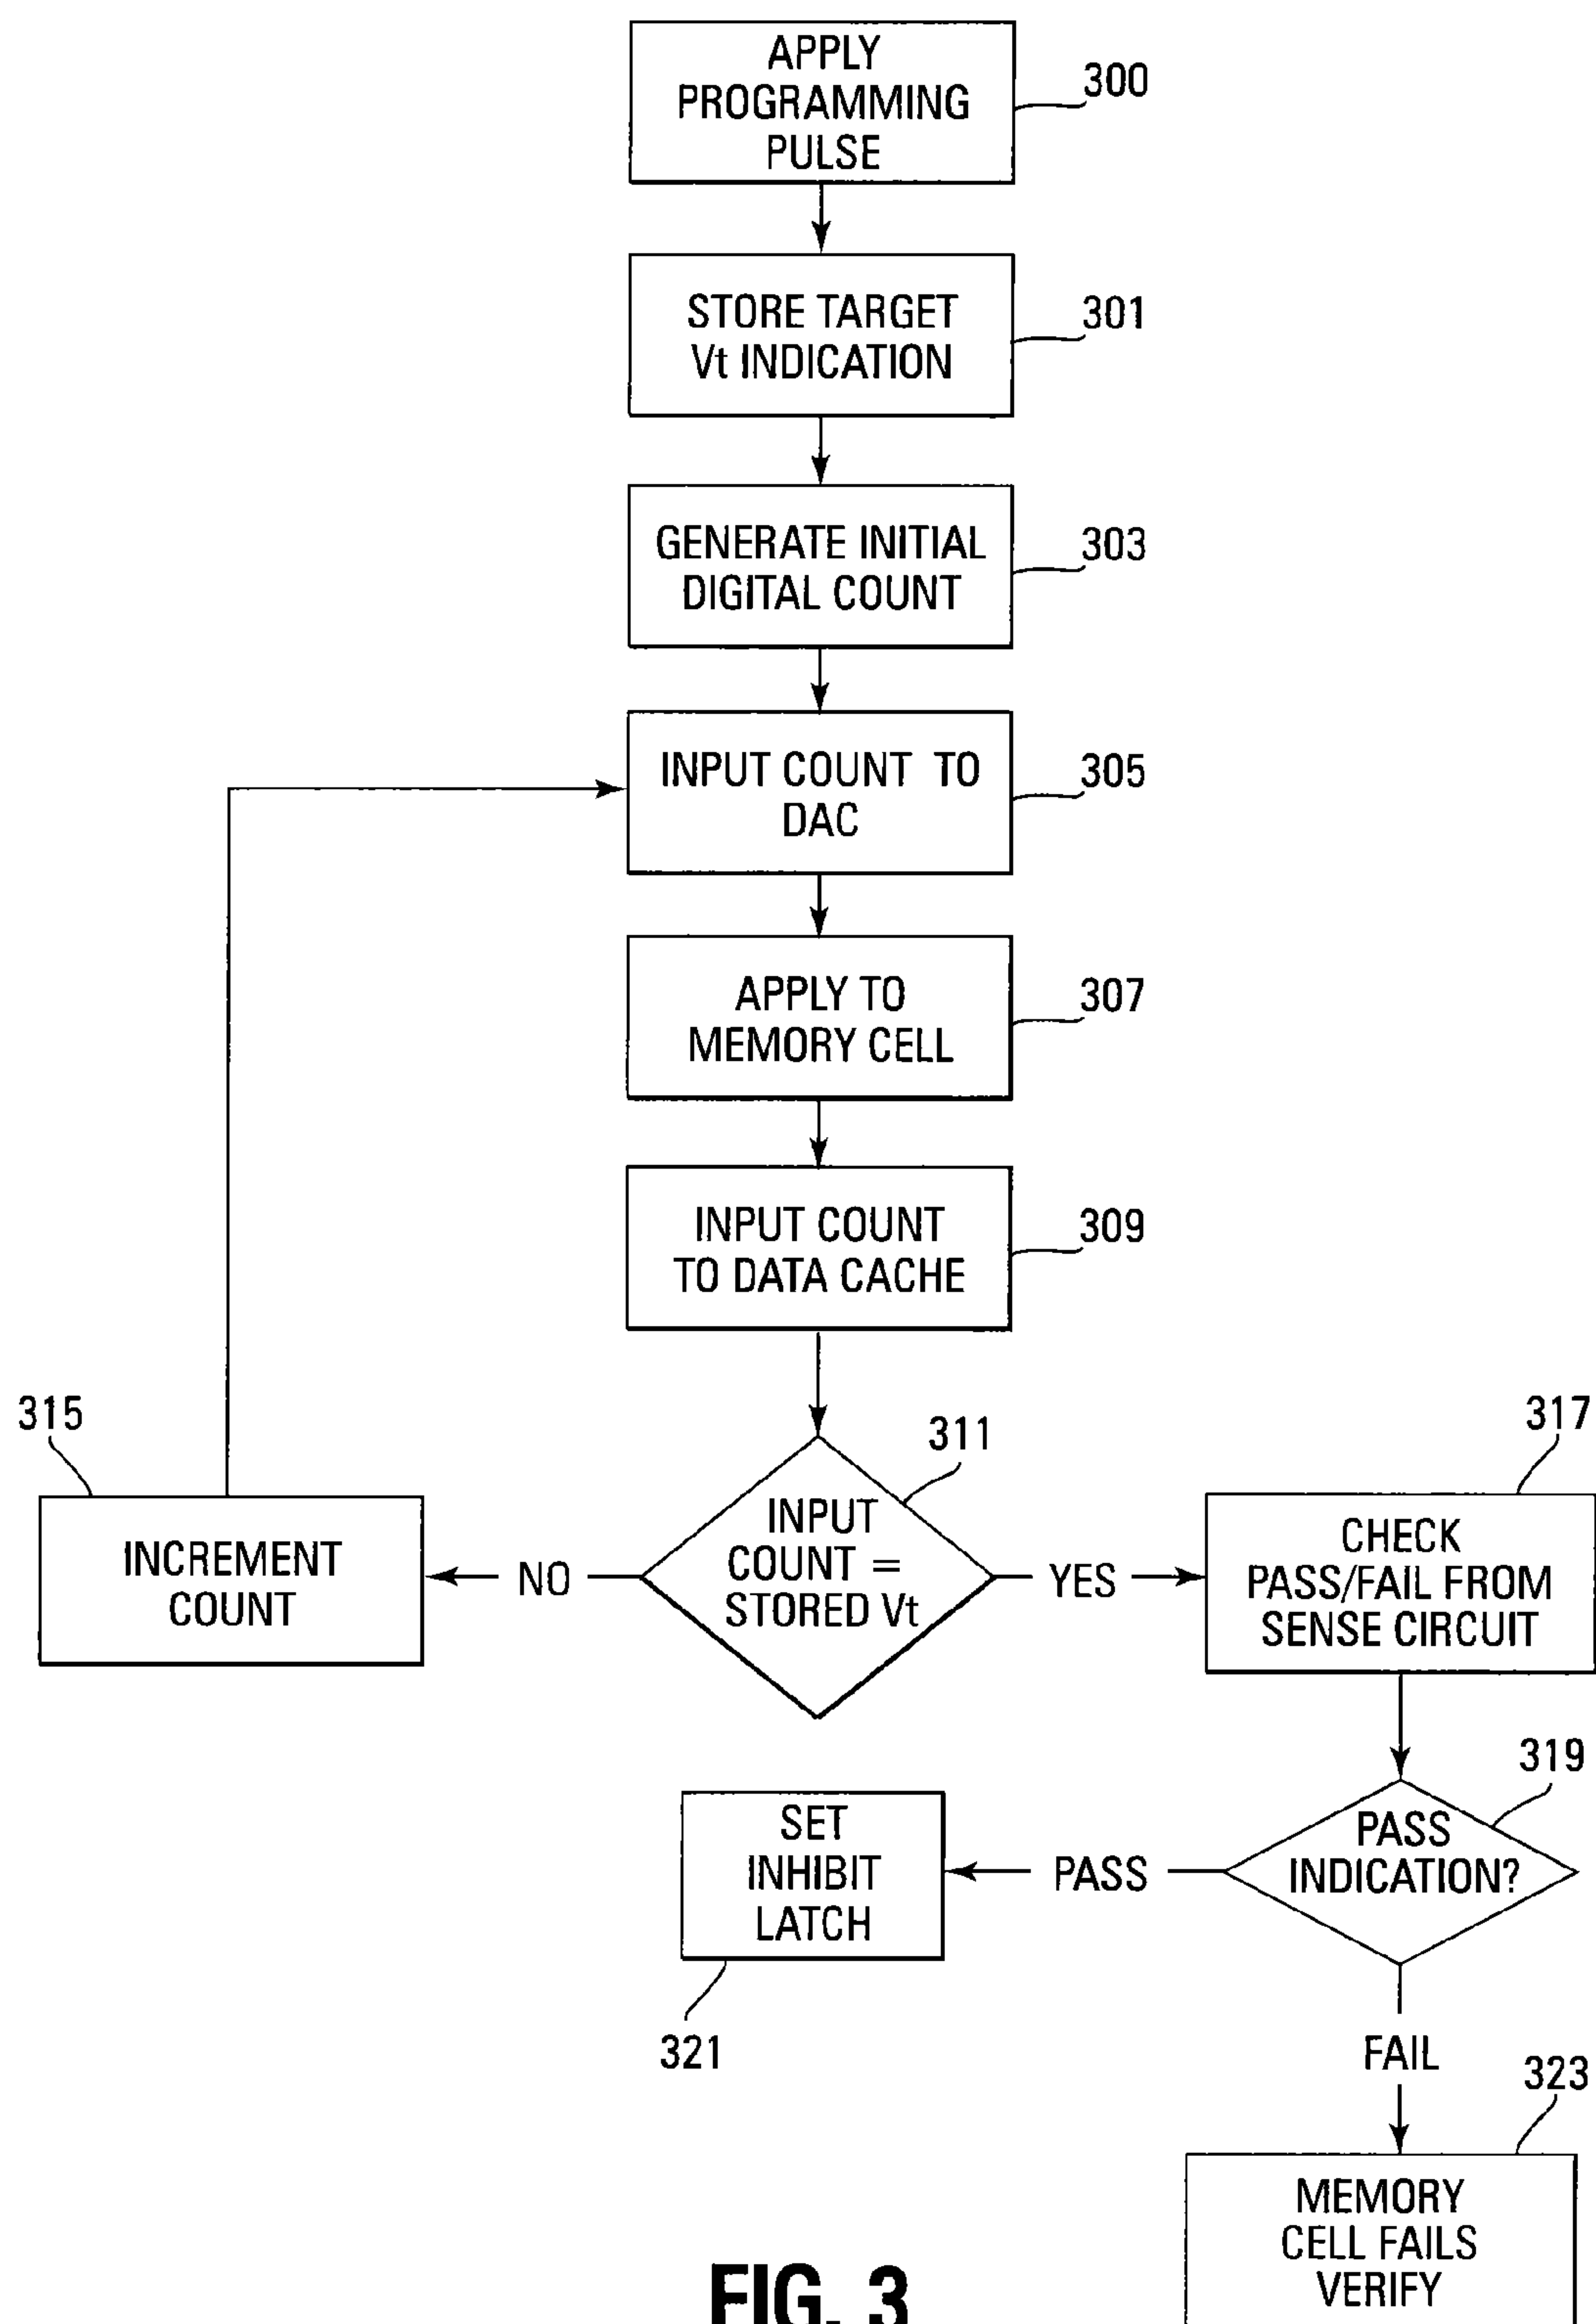 APPLY
PROGRAMMING
PULSE
300
STORE TARGET
Vt INDICATION
301
GENERATE INITIAL
DIGITAL COUNT
303
INPUT COUNT TO
DAC
305
APPLY TO
MEMORY CELL
307
INPUT COUNT
TO DATA CACHE
309
315
INCREMENT
COUNT
NO
311
INPUT
COUNT =
STORED Vt
YES
317
CHECK
PASS/FAIL FROM
SENSE CIRCUIT
319
PASS
INDICATION?
PASS
SET
INHIBIT
LATCH
321
FAIL
323
MEMORY
CELL FAILS
VERIFY
FIG. 3